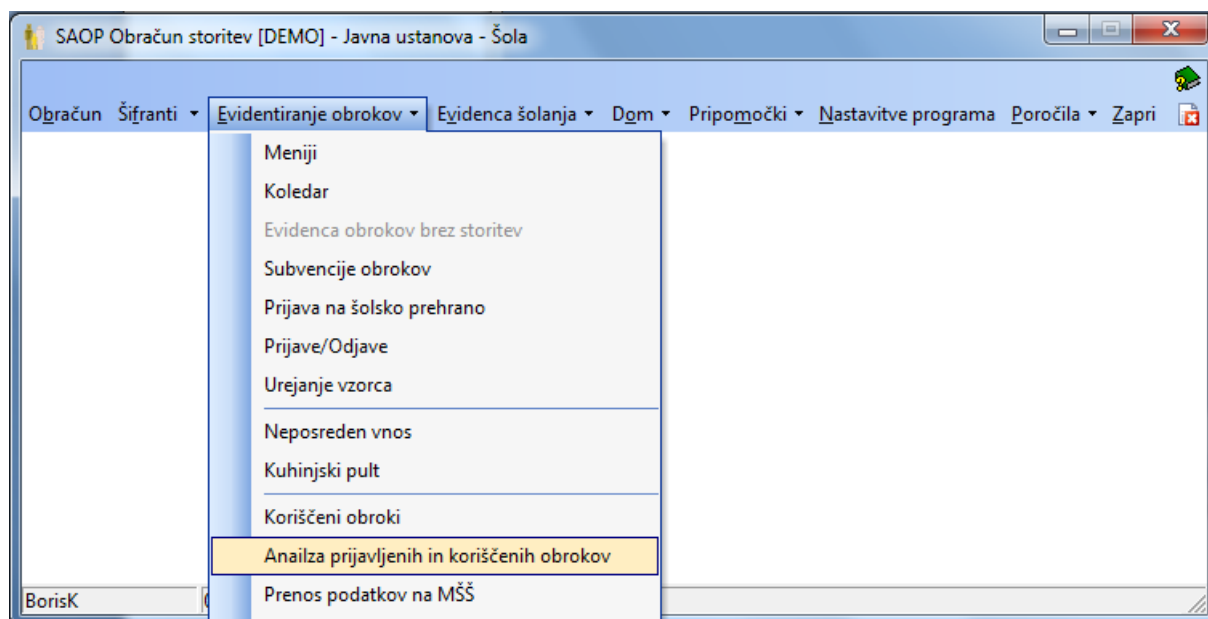 SAOP Obračun storitev [DEMO] - Javna ustanova - Šola
Obračun Šifranti Evidentiranje obrokov Evidenca šolanja Dom Pripomočki Nastavitve programa Poročila Zapri
Meniji
Koledar
Evidenca obrokov brez storitev
Subvencije obrokov
Prijava na šolsko prehrano
Prijave/Odjave
Urejanje vzorca
Neposreden vnos
Kuhinjski pult
Koriščeni obroki
Anailza prijavljenih in koriščenih obrokov
Prenos podatkov na MŠŠ
BorisK